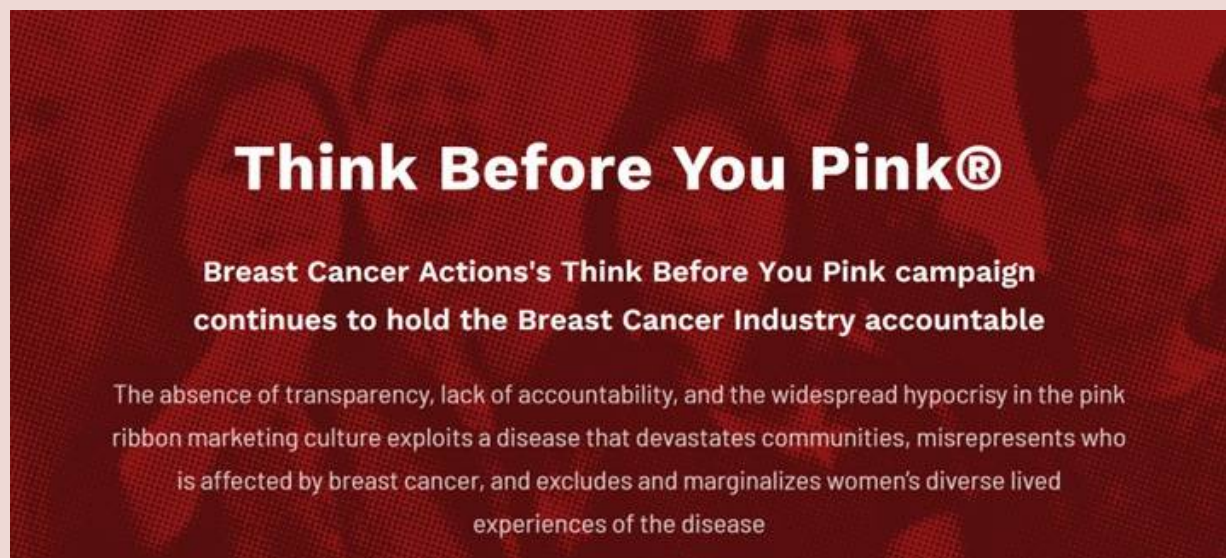 Think Before You Pink®
Breast Cancer Actions's Think Before You Pink campaign
continues to hold the Breast Cancer Industry accountable
The absence of transparency, lack of accountability, and the widespread hypocrisy in the pink
ribbon marketing culture exploits a disease that devastates communities, misrepresents who
is affected by breast cancer, and excludes and marginalizes women’s diverse lived
experiences of the disease